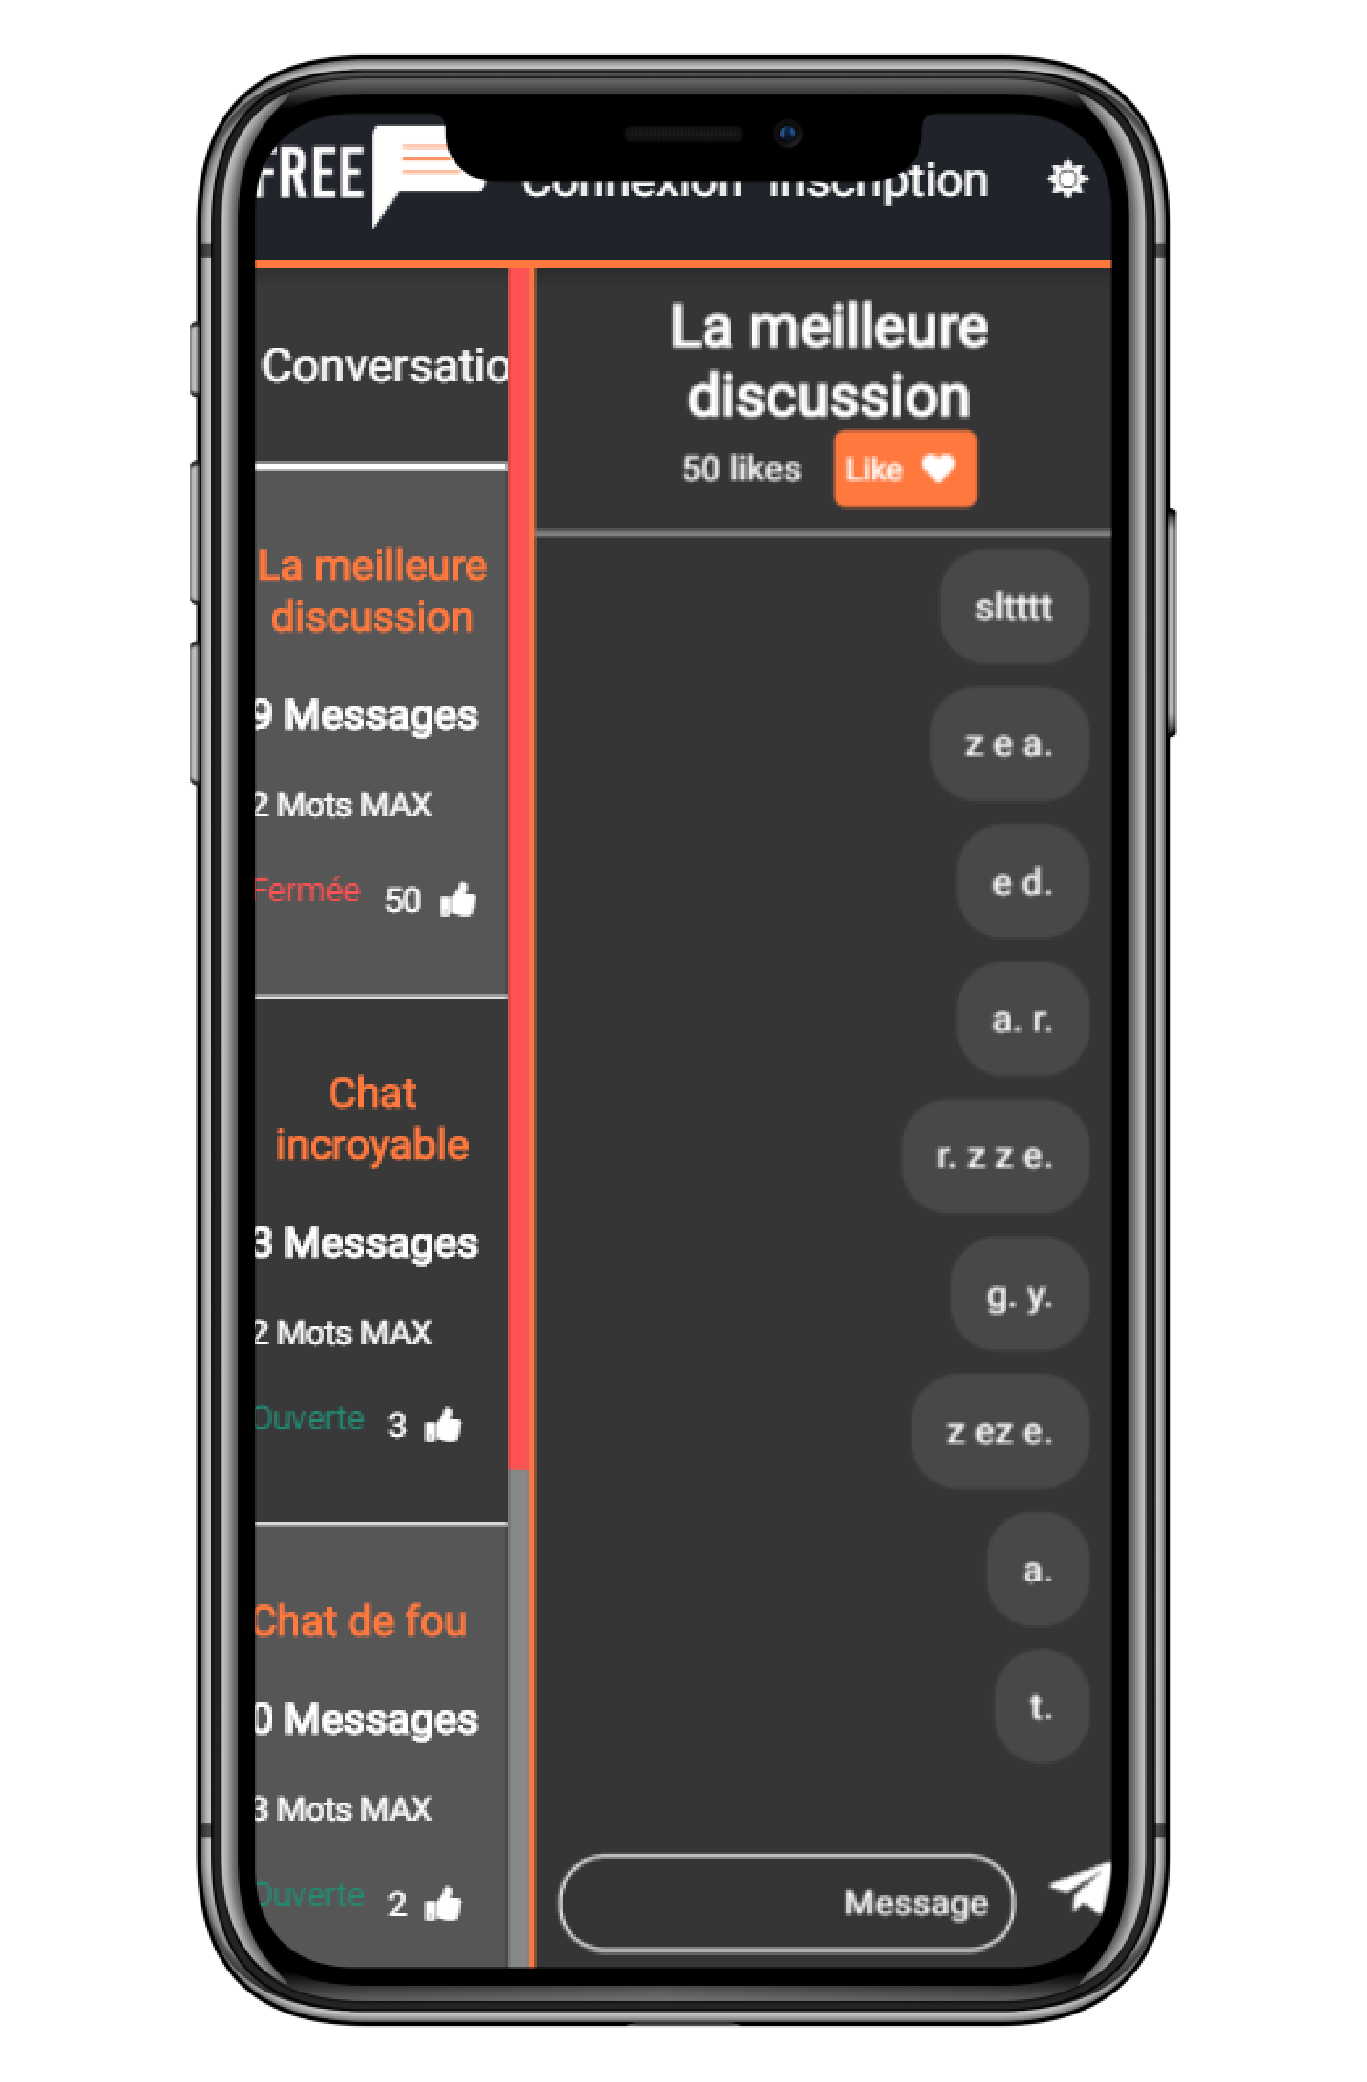 FREE
Connexion Inscription
Conversatio
La meilleure
discussion
9 Messages
2 Mots MAX
Fermée 50
Chat
incroyable
3 Messages
2 Mots MAX
Ouverte 3
Chat de fou
0 Messages
3 Mots MAX
Ouverte 2
La meilleure
discussion
50 likes Like
sltttt
z e a.
e d.
a. r.
r. z z e.
g. y.
z ez e.
a.
t.
Message